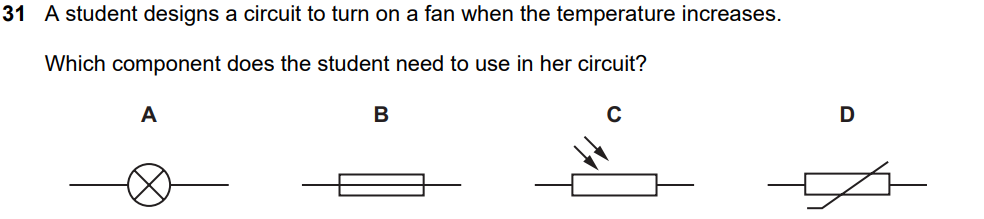 31 A student designs a circuit to turn on a fan when the temperature increases.
Which component does the student need to use in her circuit?
A B C D